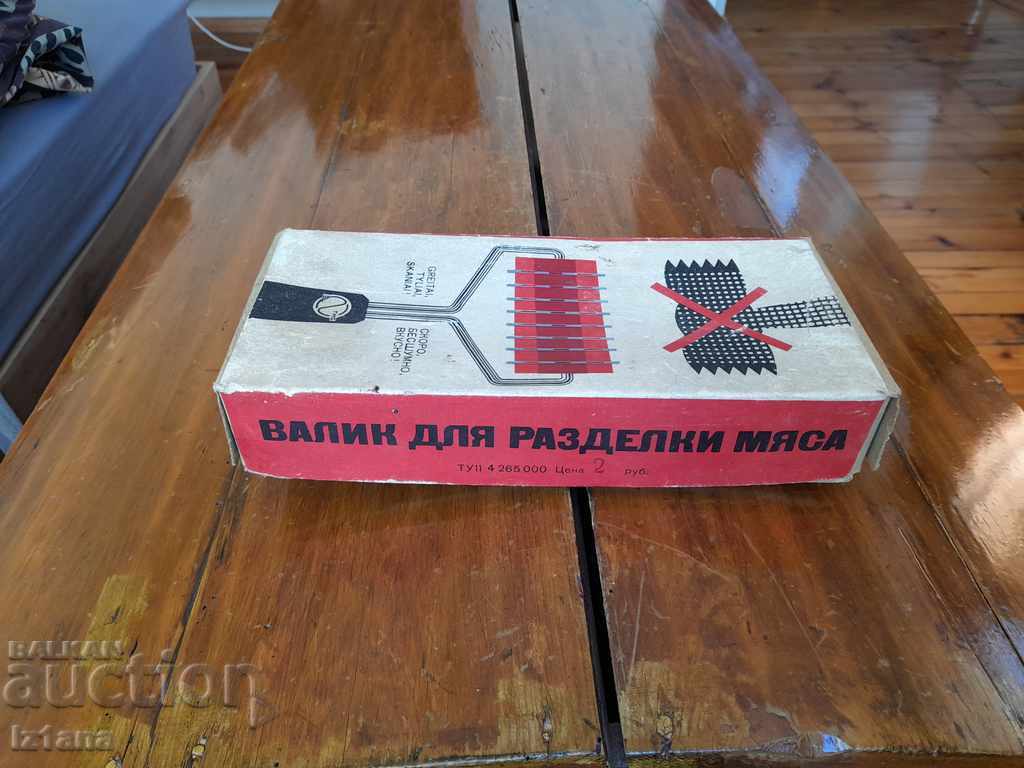 GREITAI,
TYLIAI,
SKANIAI!
СКОРО,
БЕСШУМНО,
ВКУСНО!
ВАЛИК ДЛЯ РАЗДЕЛКИ МЯСА
ТУ11 4 265 000 Цена 2 руб.
BALKAN
auction
iz1ana